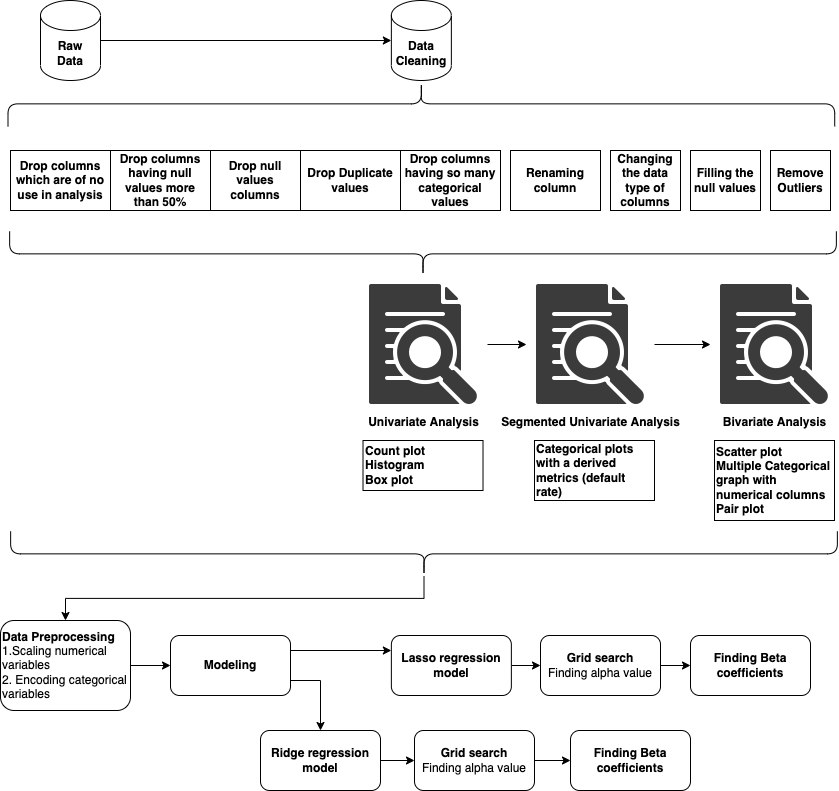 Raw
Data
Data
Cleaning
Drop columns
which are of no
use in analysis
Drop columns
having null
values more
than 50%
Drop null
values
columns
Drop Duplicate
values
Drop columns
having so many
categorical
values
Renaming
column
Changing
the data
type of
columns
Filling the
null values
Remove
Outliers
Univariate Analysis
Segmented Univariate Analysis
Bivariate Analysis
Count plot
Histogram
Box plot
Categorical plots
with a derived
metrics (default
rate)
Scatter plot
Multiple Categorical
graph with
numerical columns
Pair plot
Data Preprocessing
1.Scaling numerical
variables
2. Encoding categorical
variables
Modeling
Lasso regression
model
Grid search
Finding alpha value
Finding Beta
coefficients
Ridge regression
model
Grid search
Finding alpha value
Finding Beta
coefficients